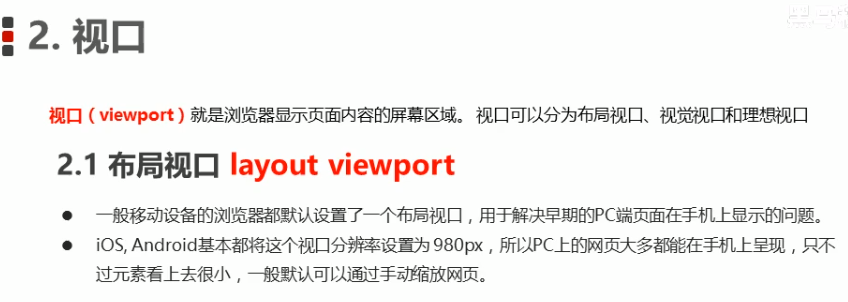 2. 视口
视口（viewport）就是浏览器显示页面内容的屏幕区域。 视口可以分为布局视口、视觉视口和理想视口
2.1 布局视口 layout viewport
● 一般移动设备的浏览器都默认设置了一个布局视口，用于解决早期的PC端页面在手机上显示的问题。
● iOS, Android基本都将这个视口分辨率设置为 980px，所以PC上的网页大多都能在手机上呈现，只不
过元素看上去很小，一般默认可以通过手动缩放网页。